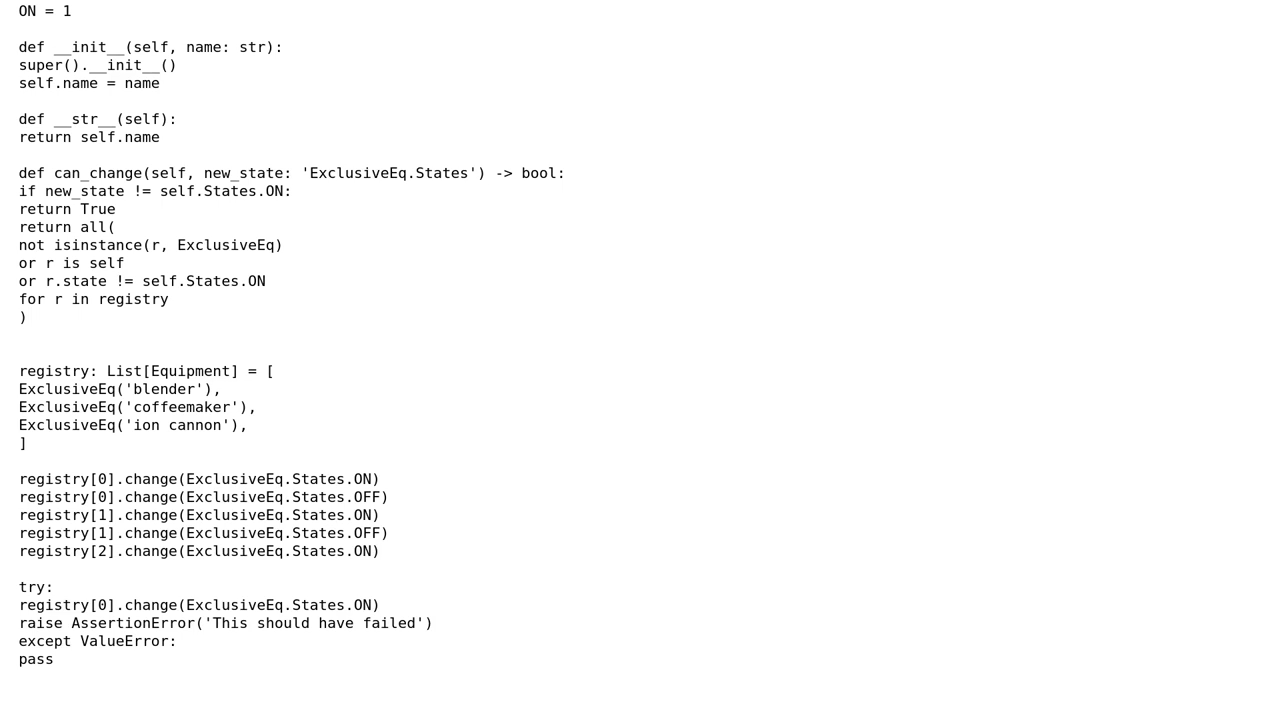 ON = 1

def __init__(self, name: str):
super().__init__()
self.name = name

def __str__(self):
return self.name

def can_change(self, new_state: 'ExclusiveEq.States') -> bool:
if new_state != self.States.ON:
return True
return all(
not isinstance(r, ExclusiveEq)
or r is self
or r.state != self.States.ON
for r in registry
)

registry: List[Equipment] = [
ExclusiveEq('blender'),
ExclusiveEq('coffeemaker'),
ExclusiveEq('ion cannon'),
]

registry[0].change(ExclusiveEq.States.ON)
registry[0].change(ExclusiveEq.States.OFF)
registry[1].change(ExclusiveEq.States.ON)
registry[1].change(ExclusiveEq.States.OFF)
registry[2].change(ExclusiveEq.States.ON)

try:
registry[0].change(ExclusiveEq.States.ON)
raise AssertionError('This should have failed')
except ValueError:
pass